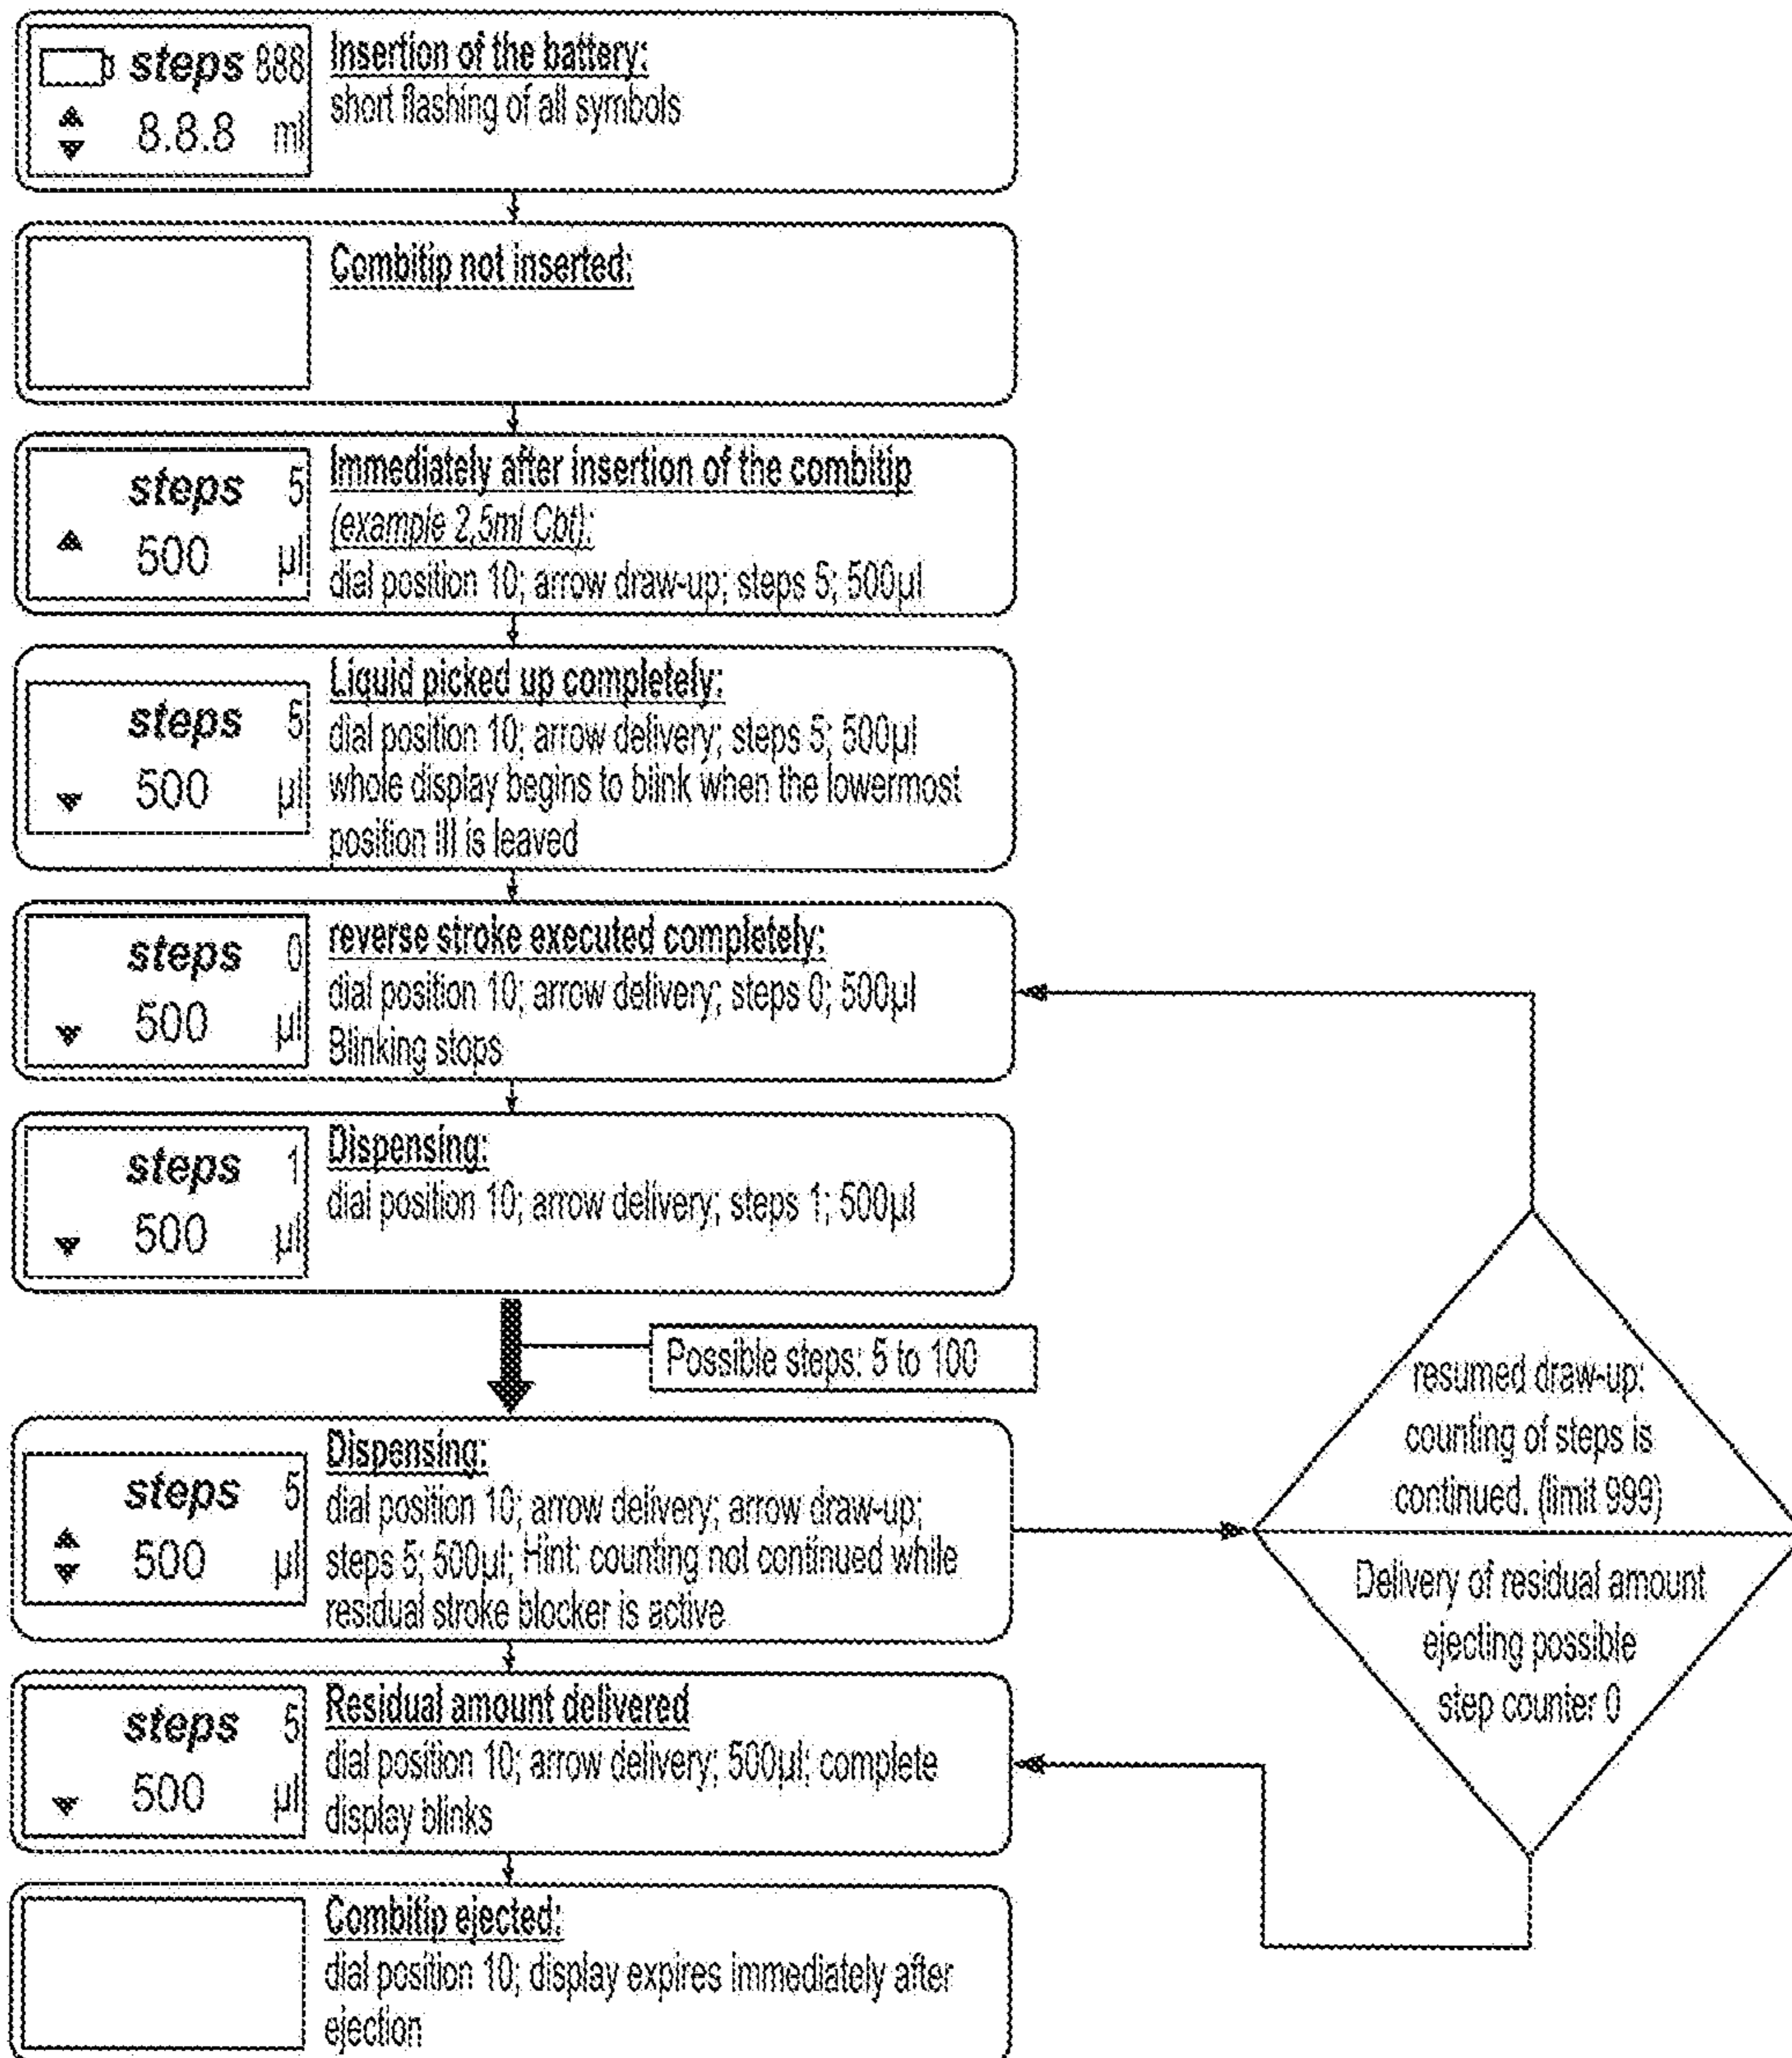 steps 888
8.8.8 ml
Insertion of the battery:
short flashing of all symbols
Combitip not inserted:
steps 5
500 µl
Immediately after insertion of the combitip
(example 2,5ml Cbt):
dial position 10; arrow draw-up; steps 5; 500µl
steps 5
500 µl
Liquid picked up completely:
dial position 10; arrow delivery; steps 5; 500µl
whole display begins to blink when the lowermost
position III is leaved
steps 0
500 µl
reverse stroke executed completely:
dial position 10; arrow delivery; steps 0; 500µl
Blinking stops
steps 1
500 µl
Dispensing:
dial position 10; arrow delivery; steps 1; 500µl
Possible steps: 5 to 100
steps 5
500 µl
Dispensing:
dial position 10; arrow delivery; arrow draw-up;
steps 5; 500µl; Hint: counting not continued while
residual stroke blocker is active
resumed draw-up:
counting of steps is
continued. (limit 999)
Delivery of residual amount
ejecting possible
step counter 0
steps 5
500 µl
Residual amount delivered
dial position 10; arrow delivery; 500µl; complete
display blinks
Combitip ejected:
dial position 10; display expires immediately after
ejection